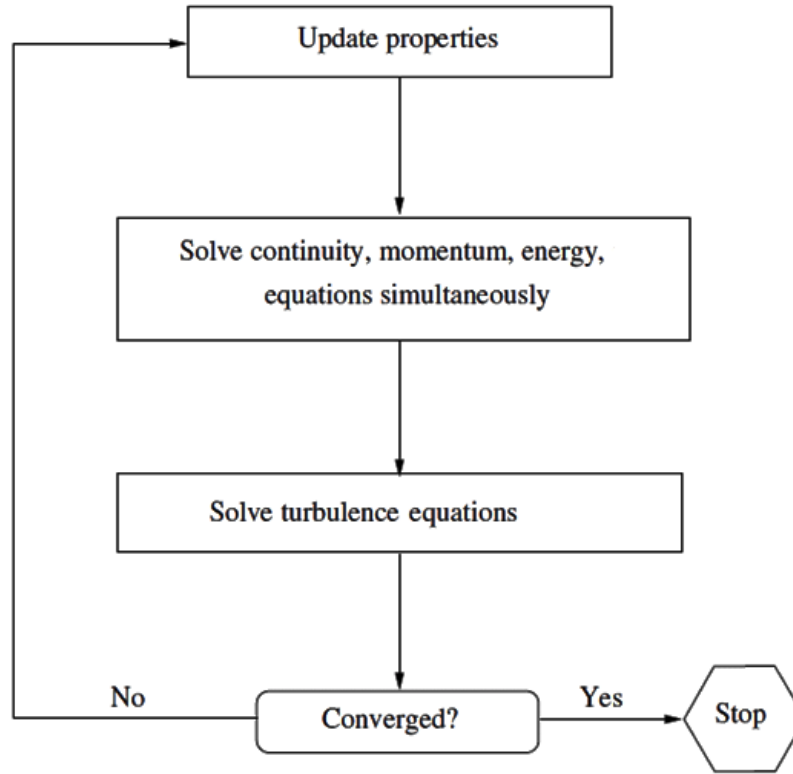 Update properties
Solve continuity, momentum, energy,
equations simultaneously
Solve turbulence equations
No
Converged?
Yes
Stop